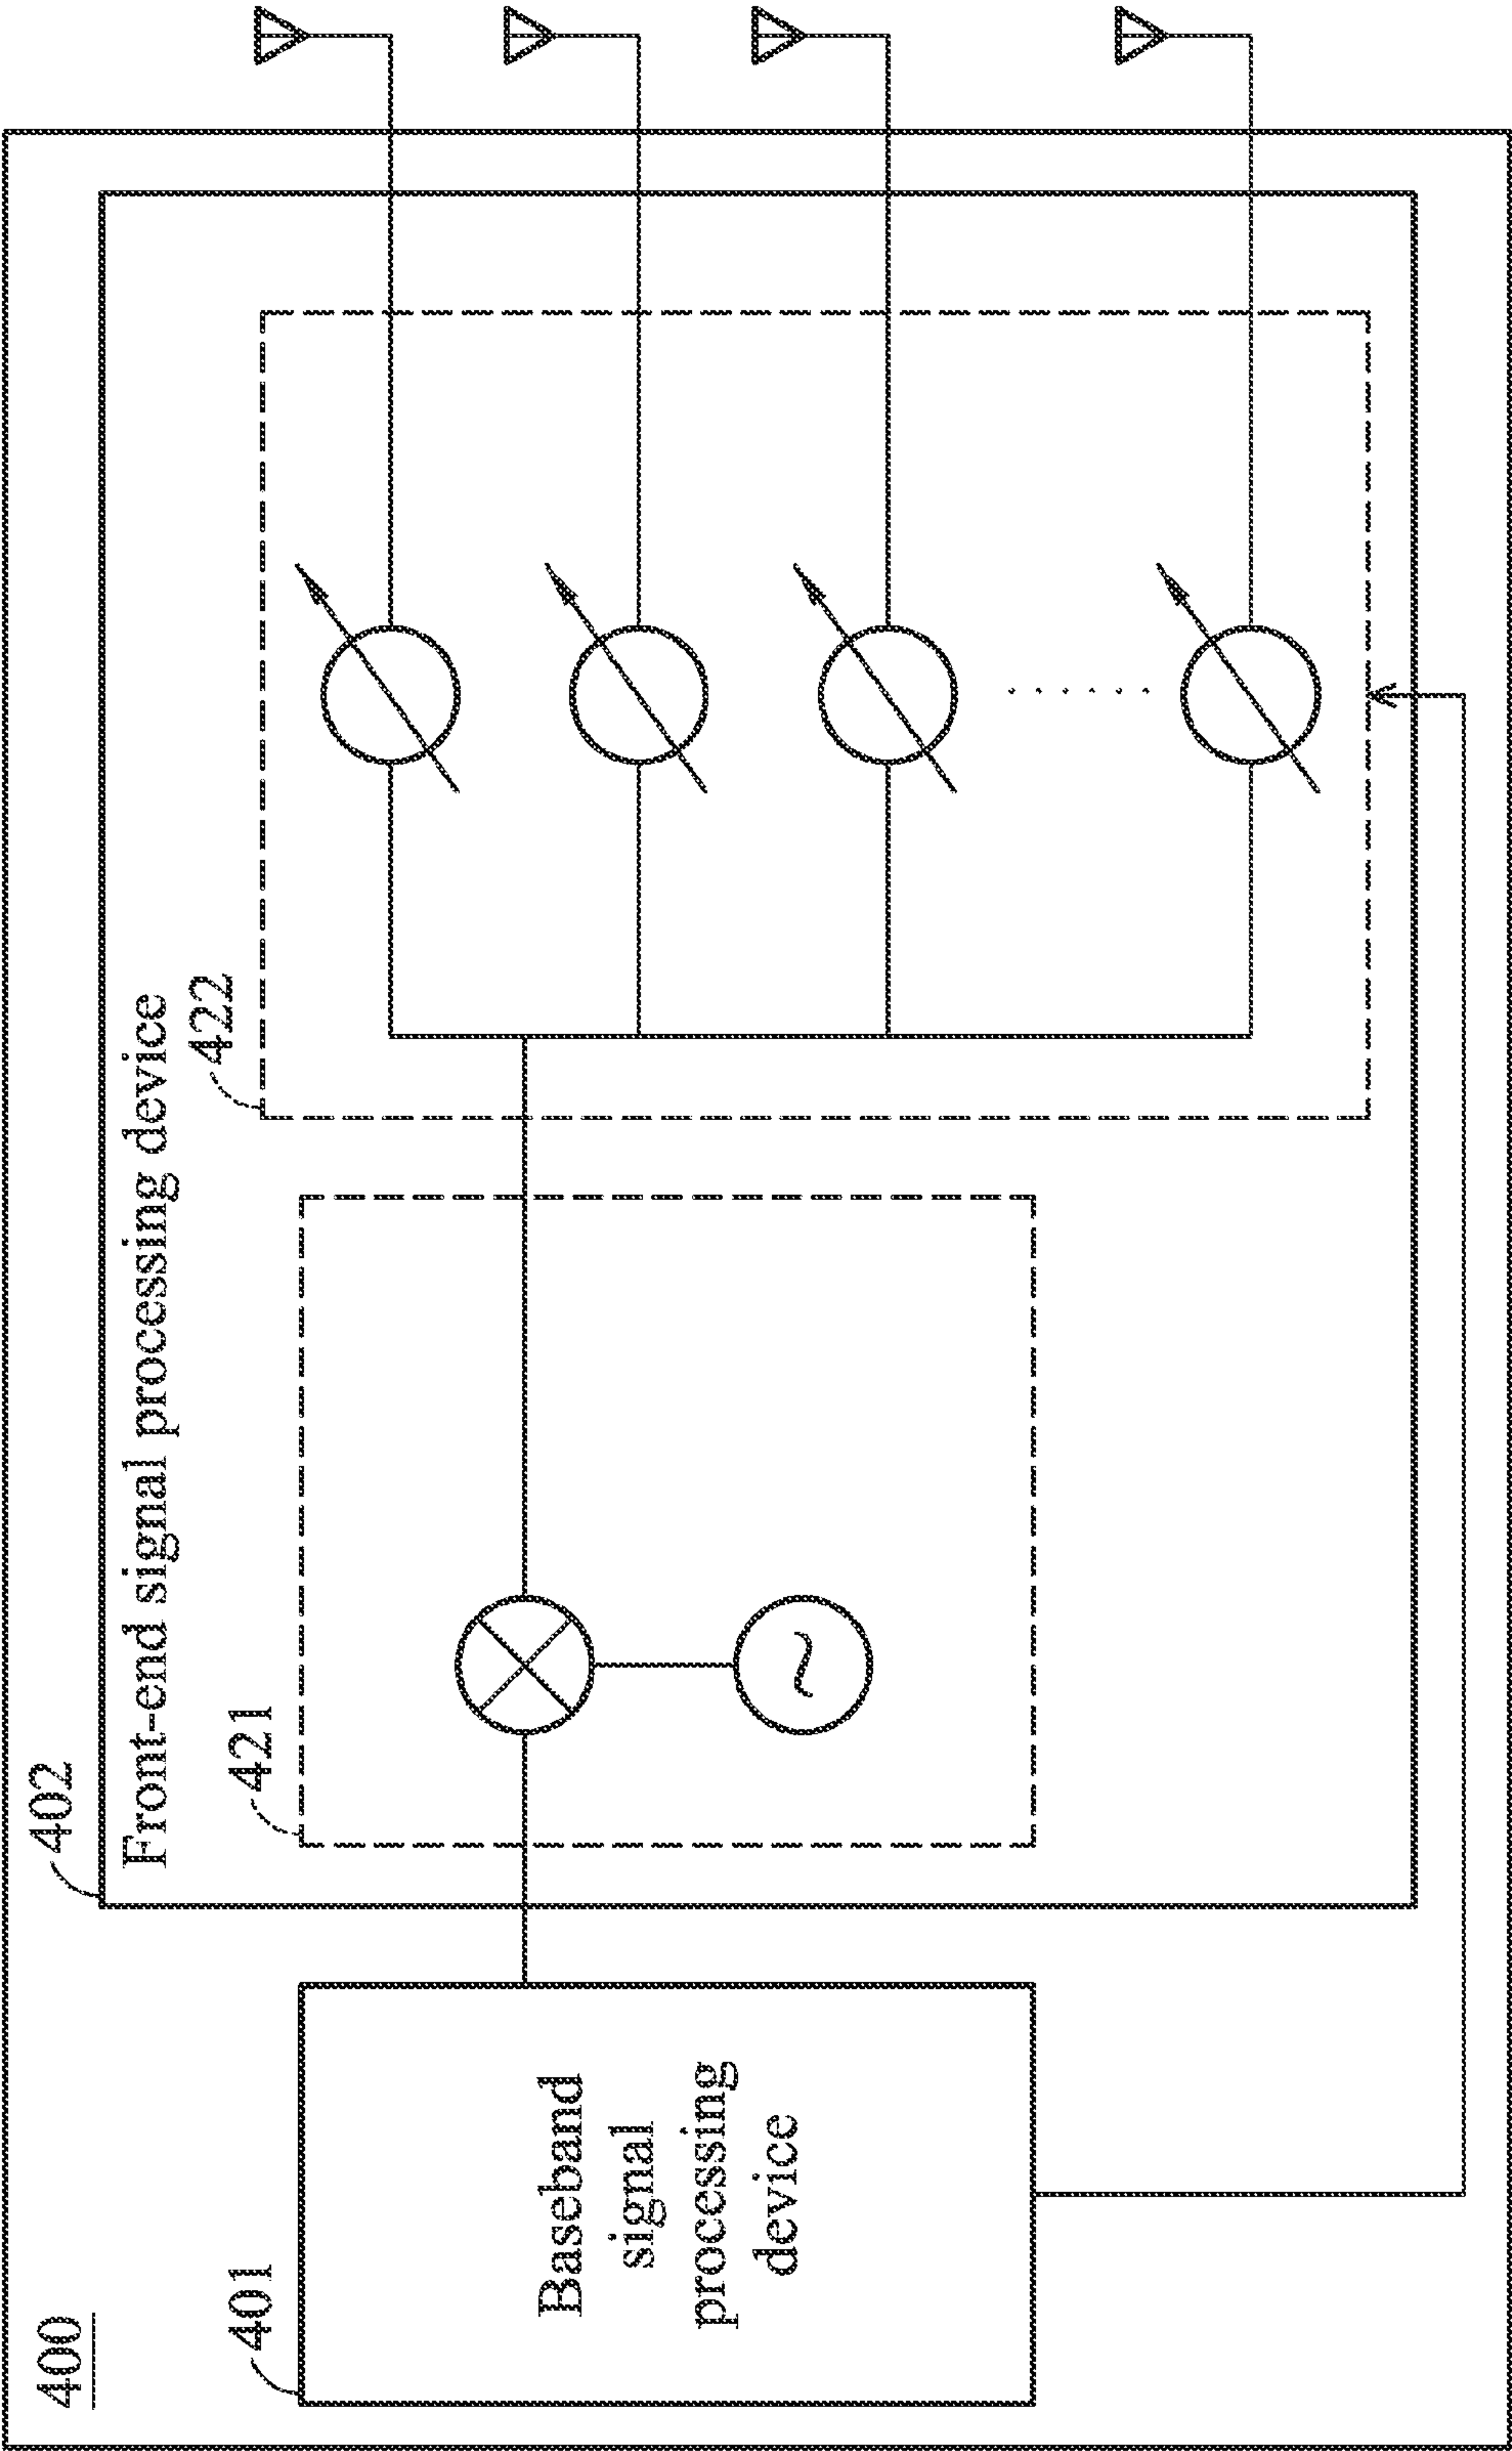 400
402
Front-end signal processing device
401
421
422
Baseband
signal
processing
device